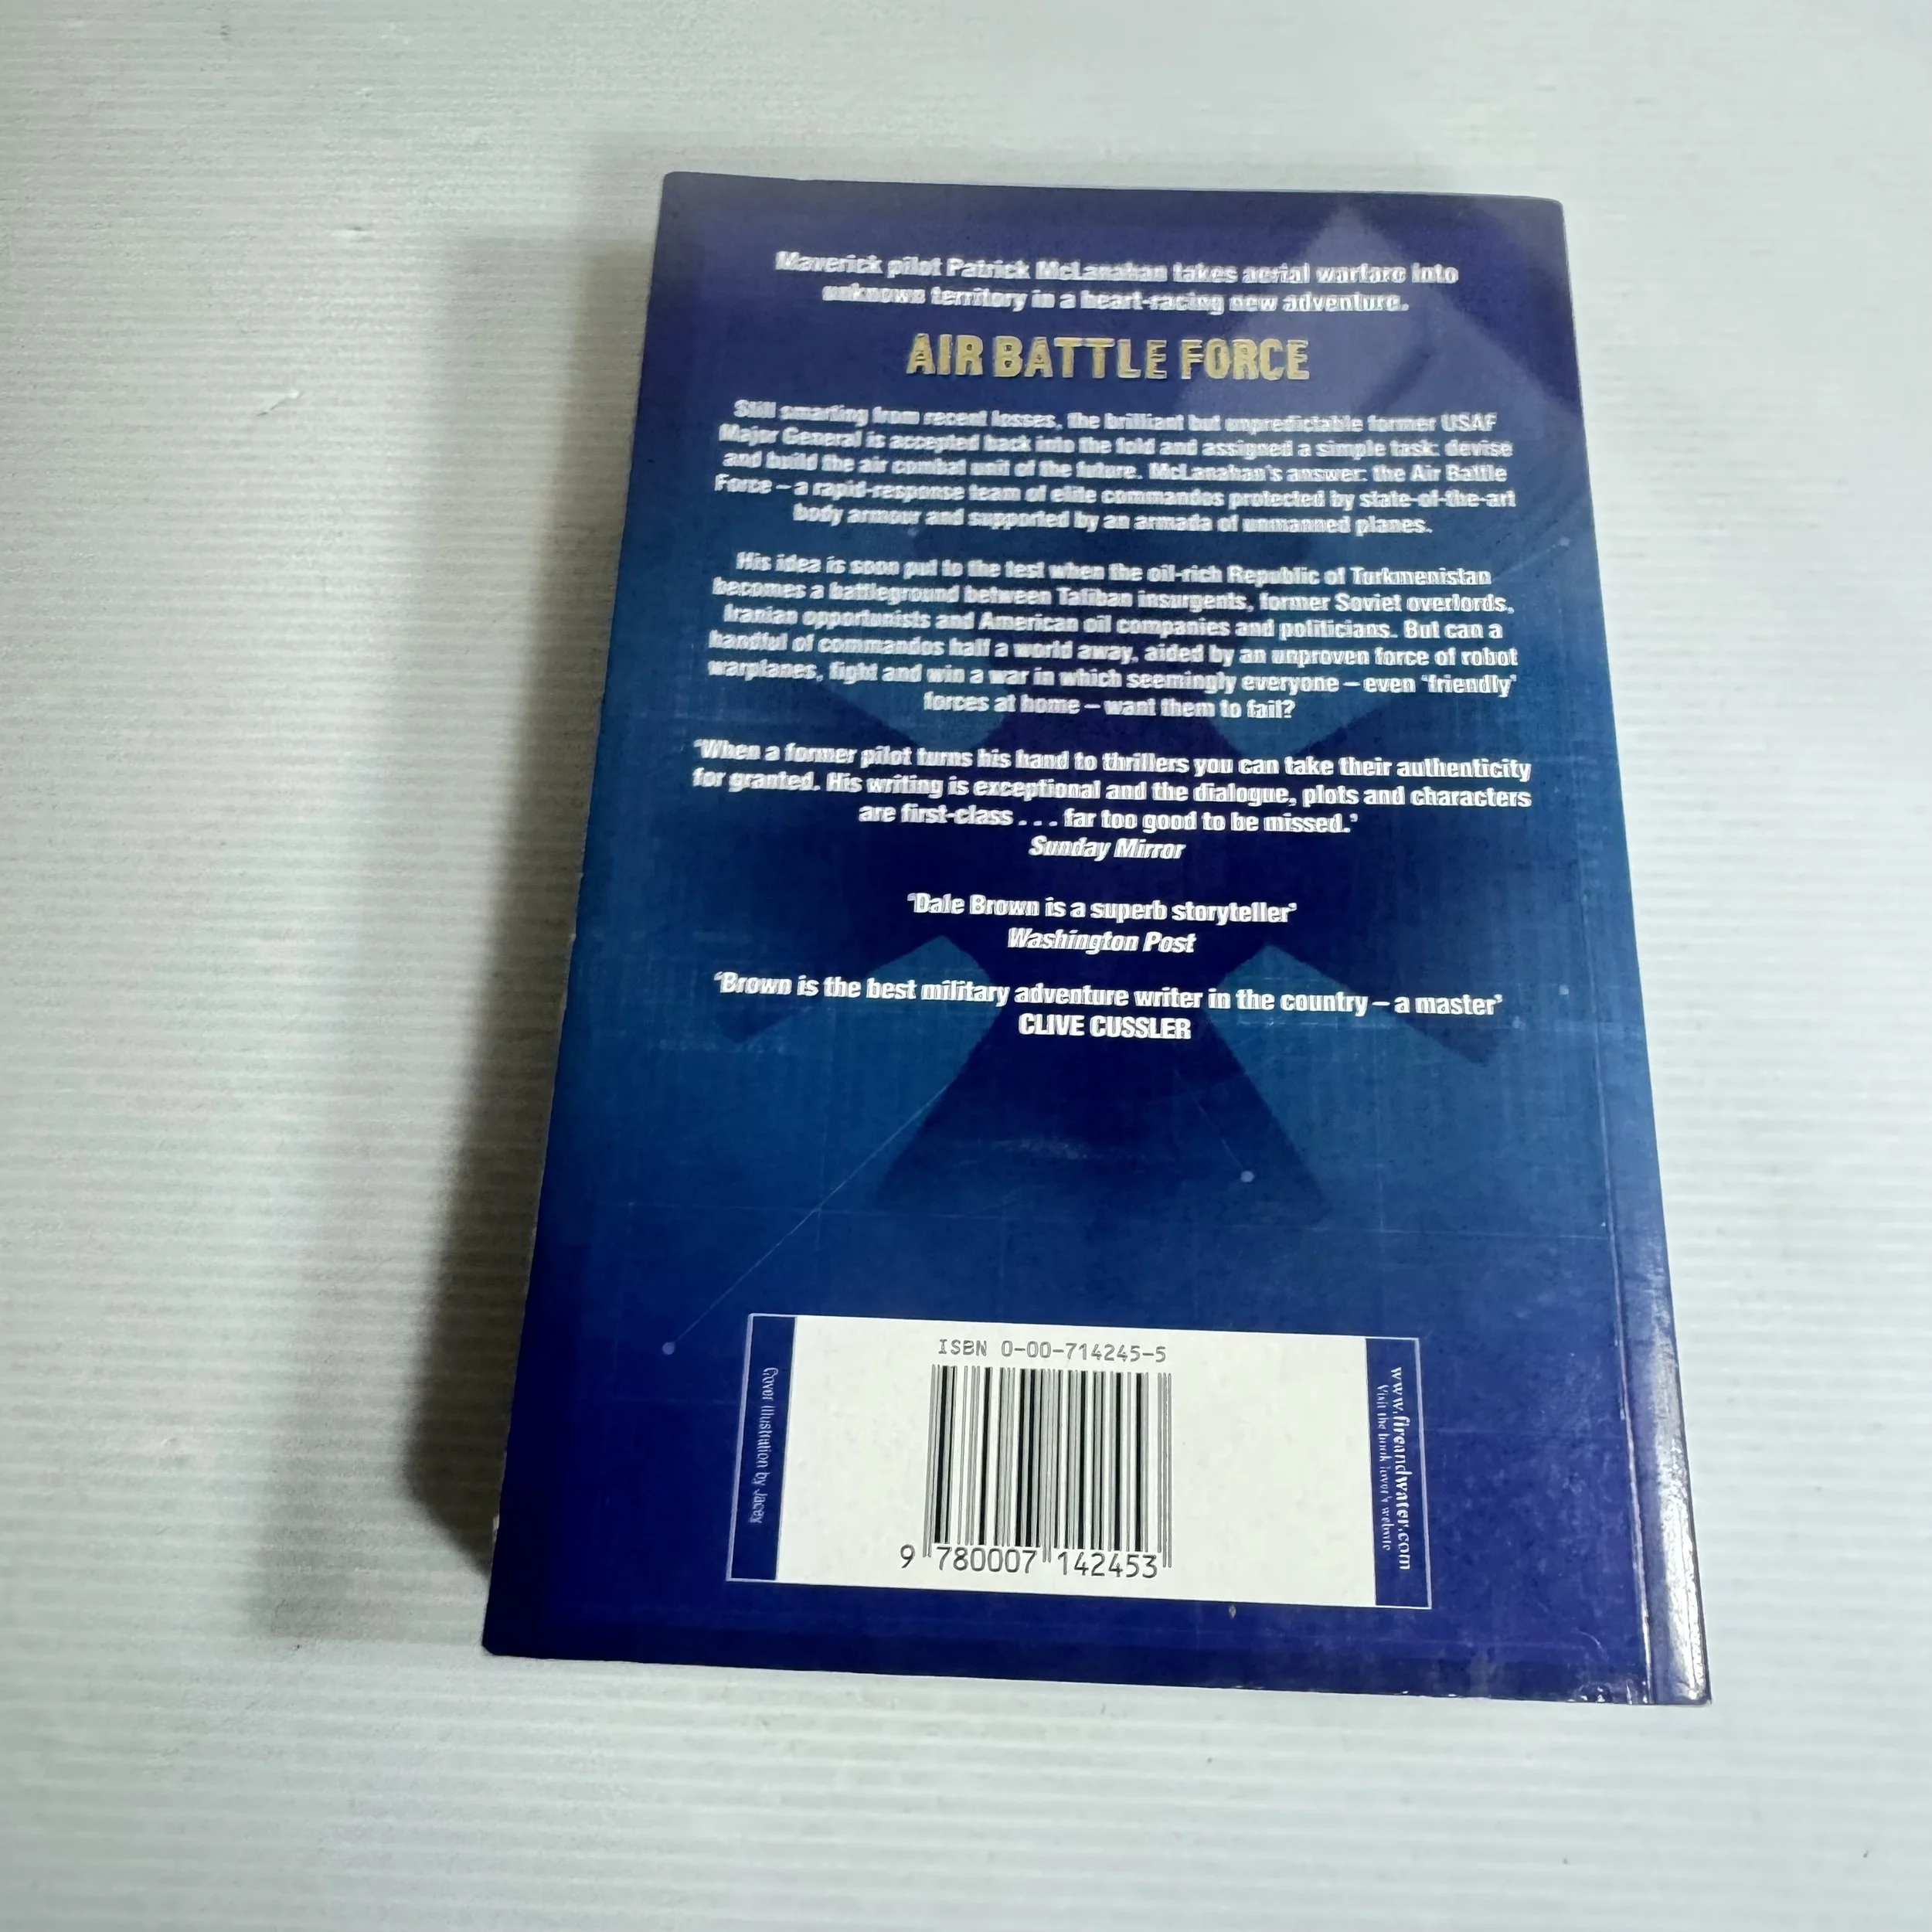 Maverick pilot Patrick McLanahan takes aerial warfare into
unknown territory in a heart-racing new adventure.
AIR BATTLE FORCE
Still smarting from recent losses, the brilliant but unpredictable former USAF
Major General is accepted back into the fold and assigned a simple task: devise
and build the air combat unit of the future. McLanahan's answer: the Air Battle
Force – a rapid-response team of elite commandos protected by state-of-the-art
body armour and supported by an armada of unmanned planes.
His idea is soon put to the test when the oil-rich Republic of Turkmenistan
becomes a battleground between Taliban insurgents, former Soviet overlords,
Iranian opportunists and American oil companies and politicians. But can a
handful of commandos half a world away, aided by an unproven force of robot
warplanes, fight and win a war in which seemingly everyone – even 'friendly'
forces at home – want them to fail?
'When a former pilot turns his hand to thrillers you can take their authenticity
for granted. His writing is exceptional and the dialogue, plots and characters
are first-class . . . far too good to be missed.'
Sunday Mirror
'Dale Brown is a superb storyteller'
Washington Post
'Brown is the best military adventure writer in the country – a master'
CLIVE CUSSLER
Cover illustration by Jacey
ISBN 0-00-714245-5
9 780007 142453
www.fireandwater.com
Visit the book lover's website